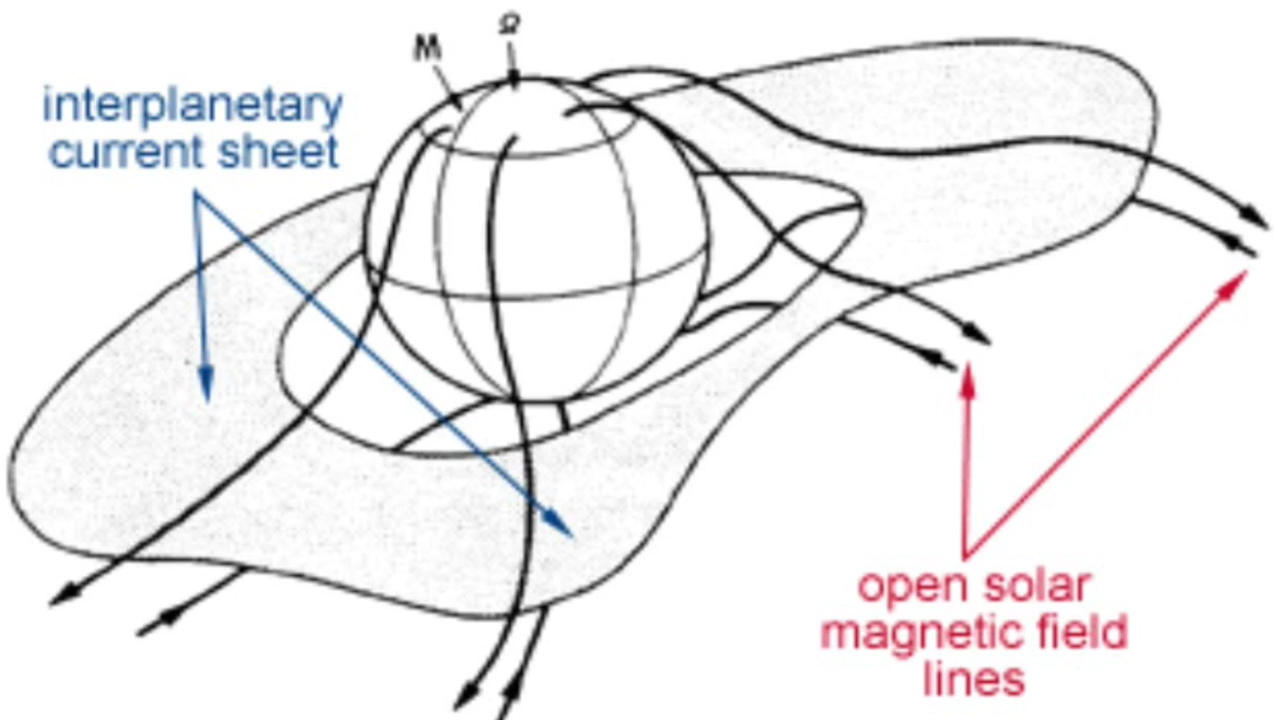 M
Ω
interplanetary
current sheet
open solar
magnetic field
lines